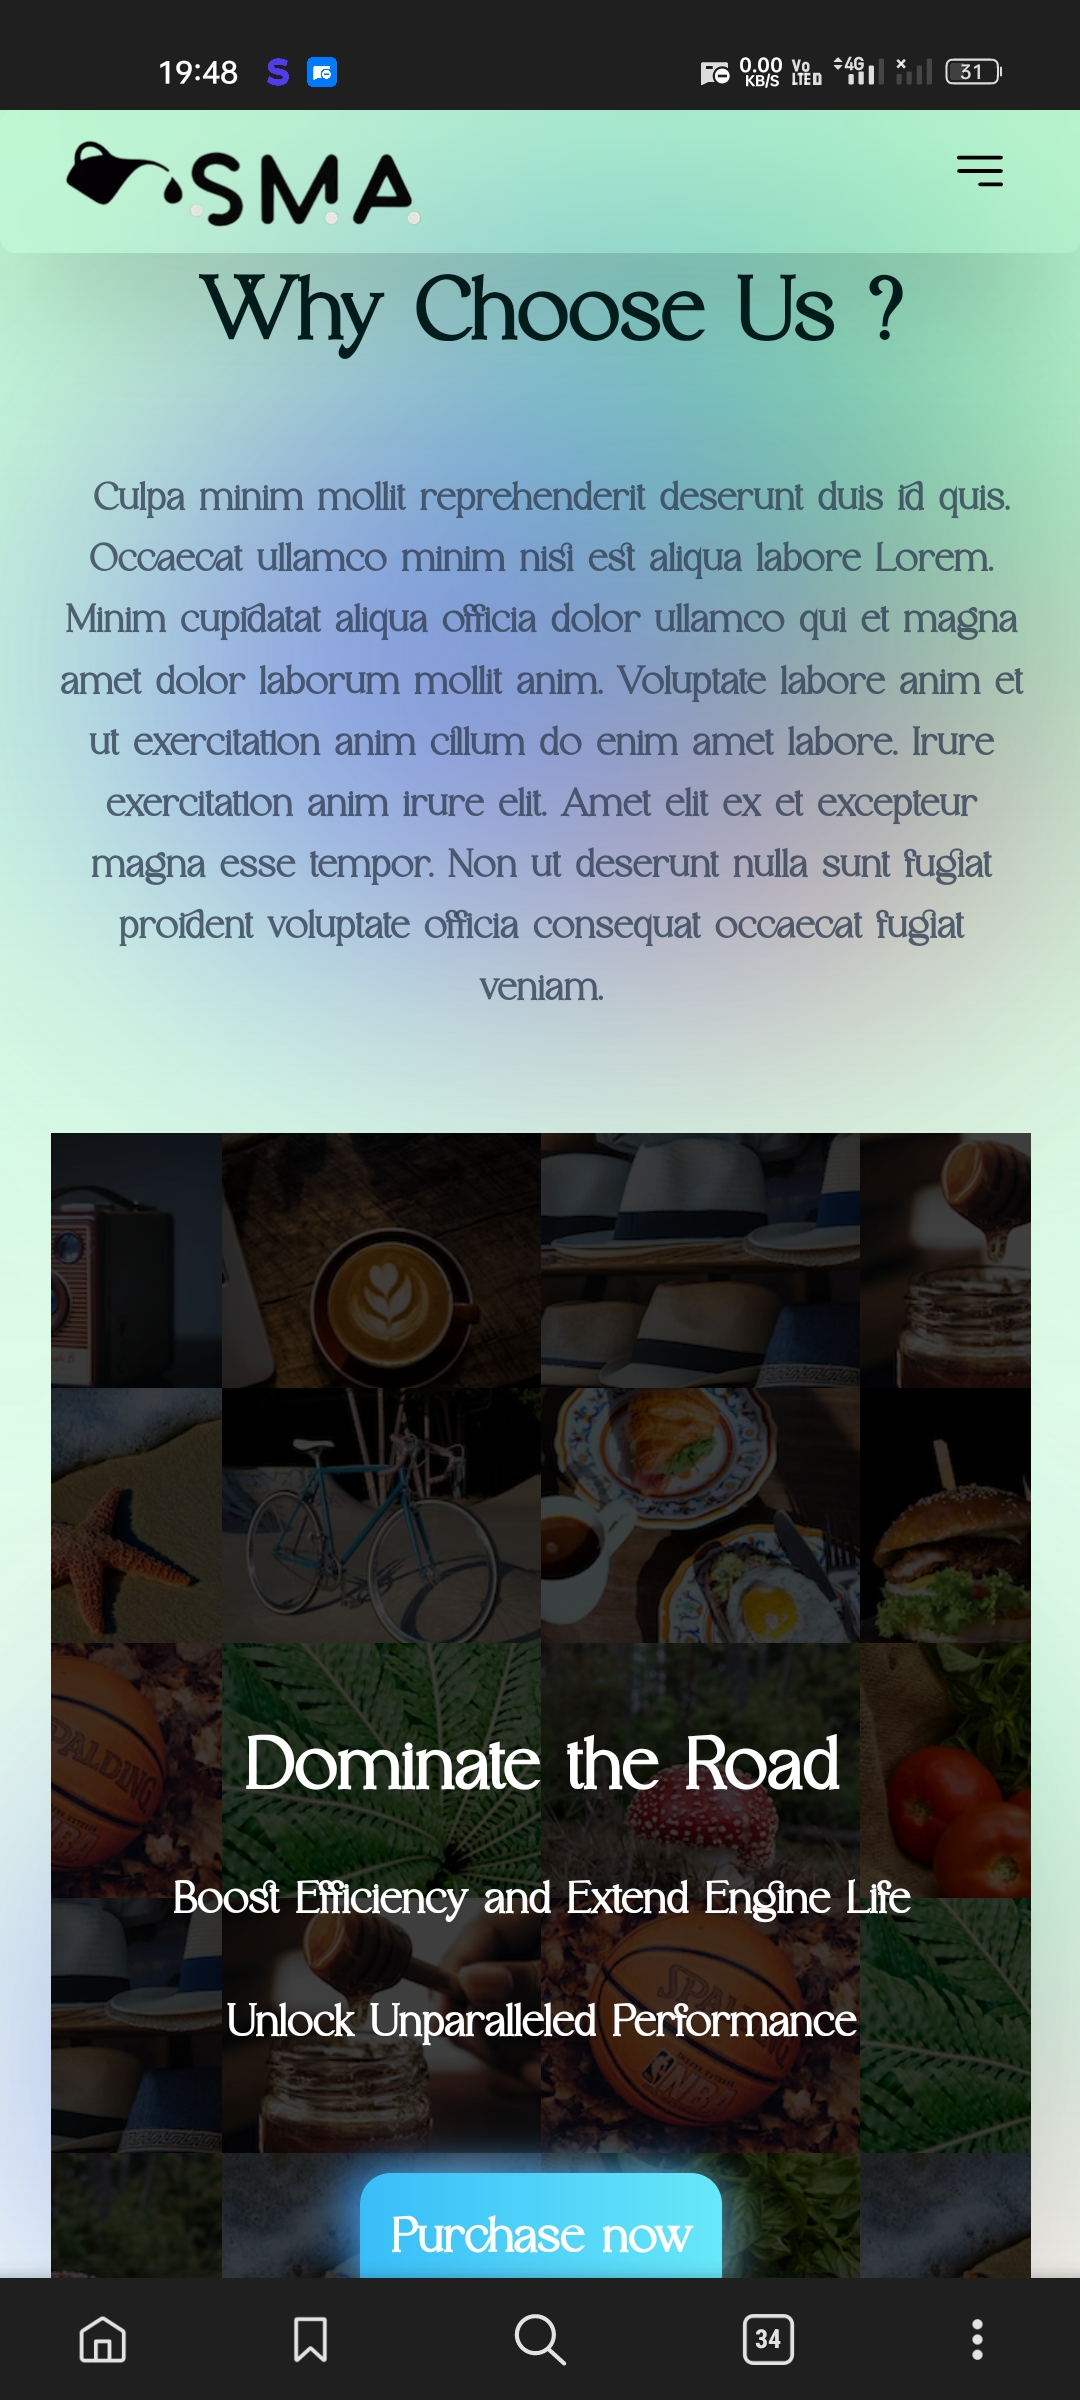 19:48
0.00
KB/S
Vo
LTE
4G
31
SMA
Why Choose Us ?
Culpa minim mollit reprehenderit deserunt duis id quis.
Occaecat ullamco minim nisi est aliqua labore Lorem.
Minim cupidatat aliqua officia dolor ullamco qui et magna
amet dolor laborum mollit anim. Voluptate labore anim et
ut exercitation anim cillum do enim amet labore. Irure
exercitation anim irure elit. Amet elit ex et excepteur
magna esse tempor. Non ut deserunt nulla sunt fugiat
proident voluptate officia consequat occaecat fugiat
veniam.
SPALDING
NBA
Dominate the Road
Boost Efficiency and Extend Engine Life
Unlock Unparalleled Performance
SPALDING
NBA
Purchase now
34